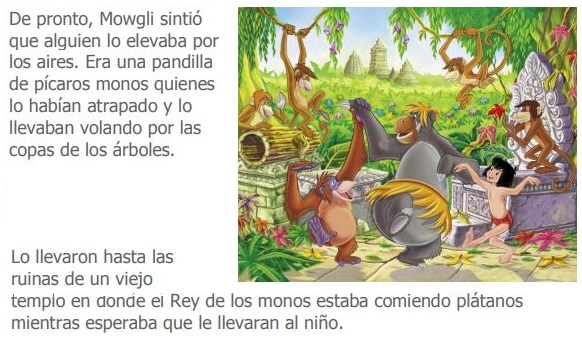 De pronto, Mowgli sintió
que alguien lo elevaba por
los aires. Era una pandilla
de pícaros monos quienes
lo habían atrapado y lo
llevaban volando por las
copas de los árboles.
Lo llevaron hasta las
ruinas de un viejo
templo en donde el Rey de los monos estaba comiendo plátanos
mientras esperaba que le llevaran al niño.